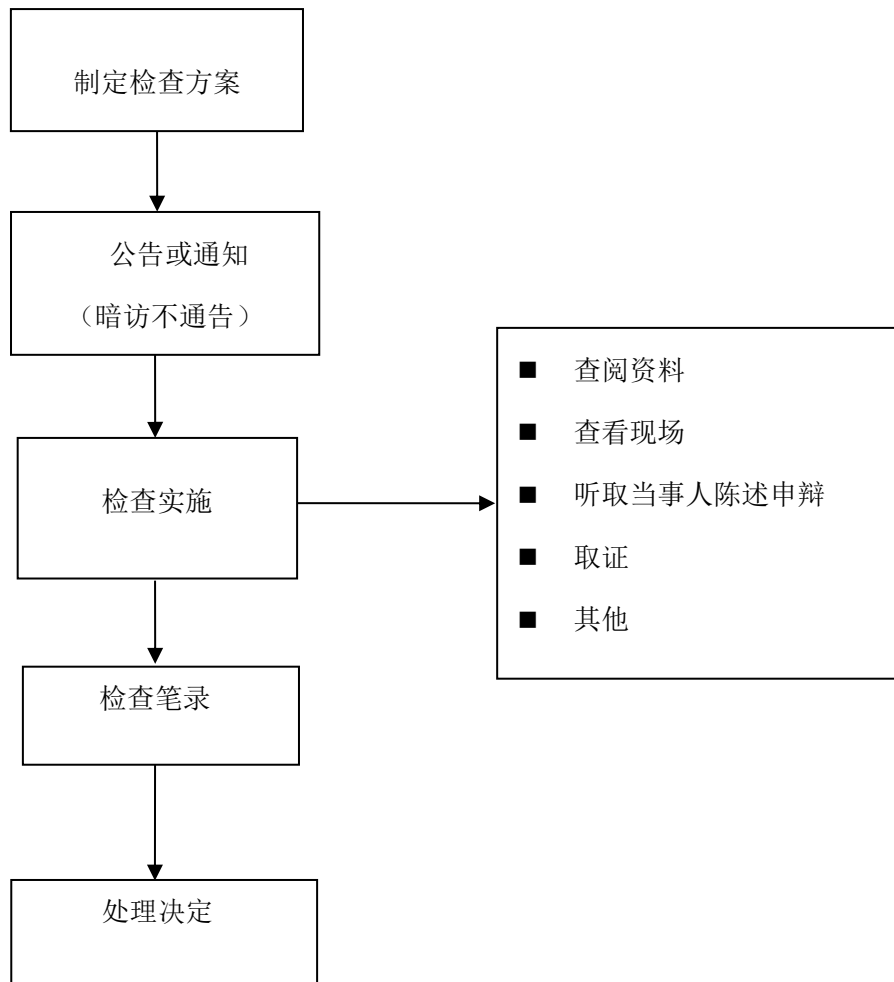 制定检查方案
公告或通知
（暗访不通告）
检查实施
■ 查阅资料
■ 查看现场
■ 听取当事人陈述申辩
■ 取证
■ 其他
检查笔录
处理决定